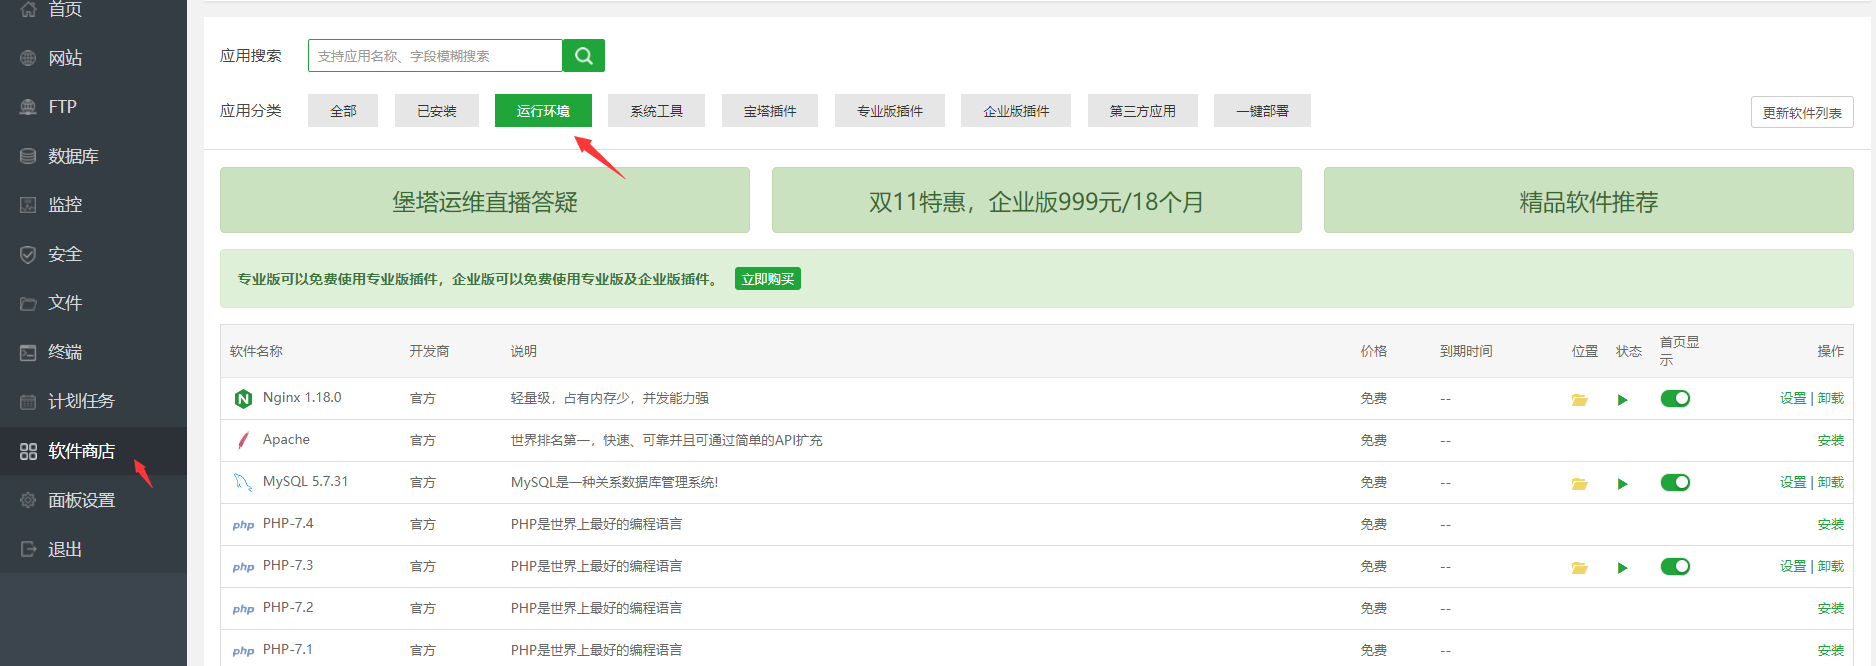 首页
网站
FTP
数据库
监控
安全
文件
终端
计划任务
软件商店
面板设置
退出
应用搜索 支持应用名称、字段模糊搜索
应用分类 全部 已安装 运行环境 系统工具 宝塔插件 专业版插件 企业版插件 第三方应用 一键部署 更新软件列表
堡塔运维直播答疑 双11特惠，企业版999元/18个月 精品软件推荐
专业版可以免费使用专业版插件，企业版可以免费使用专业版及企业版插件。 立即购买
软件名称 开发商 说明 价格 到期时间 位置 状态 首页显示 操作
Nginx 1.18.0 官方 轻量级，占有内存少，并发能力强 免费 -- 设置 | 卸载
Apache 官方 世界排名第一，快速、可靠并且可通过简单的API扩充 免费 -- 安装
MySQL 5.7.31 官方 MySQL是一种关系数据库管理系统! 免费 -- 设置 | 卸载
php PHP-7.4 官方 PHP是世界上最好的编程语言 免费 -- 安装
php PHP-7.3 官方 PHP是世界上最好的编程语言 免费 -- 设置 | 卸载
php PHP-7.2 官方 PHP是世界上最好的编程语言 免费 -- 安装
php PHP-7.1 官方 PHP是世界上最好的编程语言 免费 -- 安装